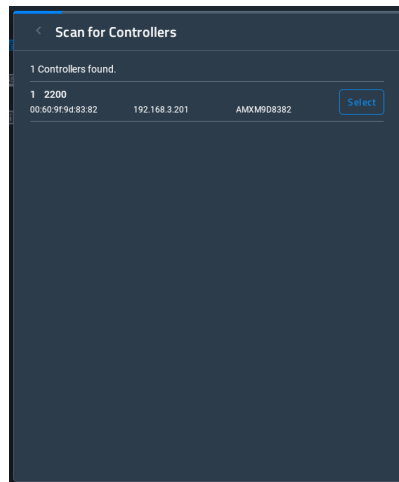 Scan for Controllers
1 Controllers found.
1 2200
00:60:9f:9d:83:82 192.168.3.201 AMXM9D8382 Select